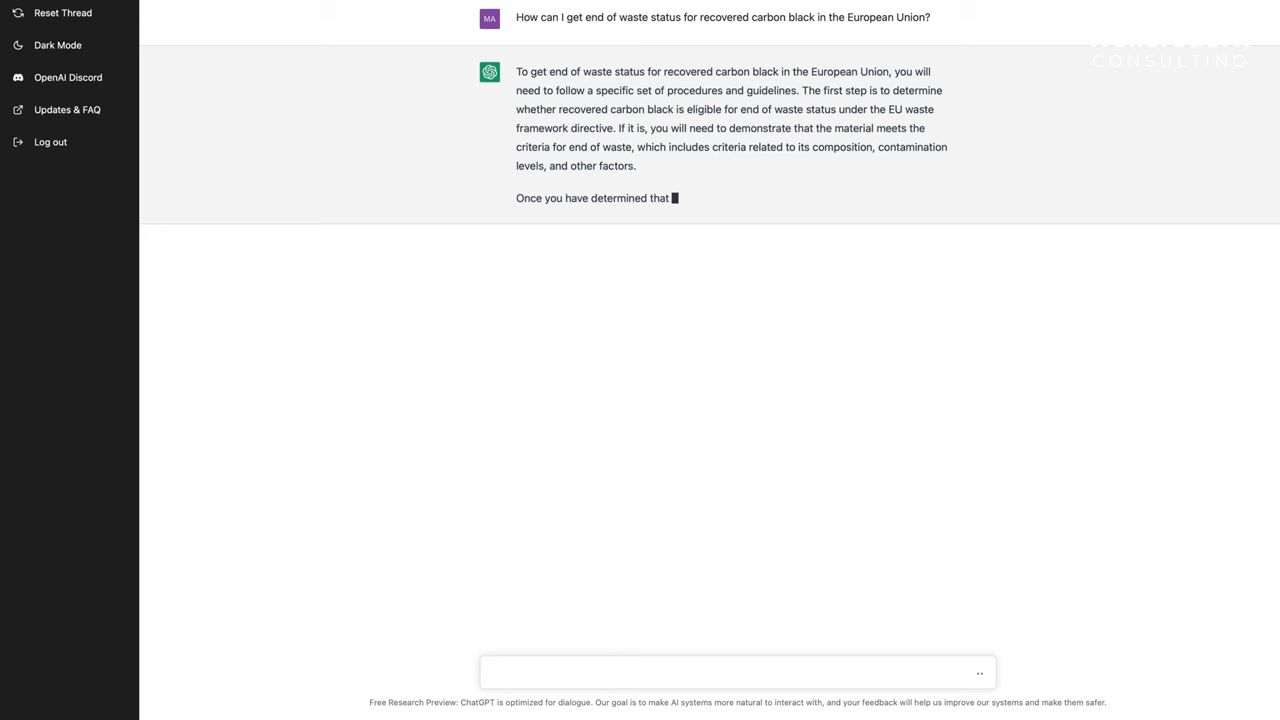 Reset Thread
Dark Mode
OpenAI Discord
Updates & FAQ
Log out
MA
How can I get end of waste status for recovered carbon black in the European Union?
To get end of waste status for recovered carbon black in the European Union, you will
need to follow a specific set of procedures and guidelines. The first step is to determine
whether recovered carbon black is eligible for end of waste status under the EU waste
framework directive. If it is, you will need to demonstrate that the material meets the
criteria for end of waste, which includes criteria related to its composition, contamination
levels, and other factors.
Once you have determined that
CONSULTING
Free Research Preview: ChatGPT is optimized for dialogue. Our goal is to make AI systems more natural to interact with, and your feedback will help us improve our systems and make them safer.